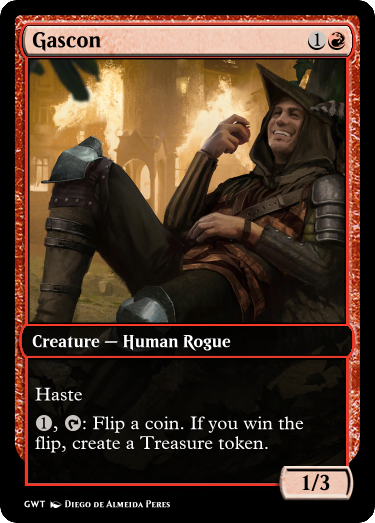 Gascon 1
Creature — Human Rogue
Haste
1, : Flip a coin. If you win the
flip, create a Treasure token.
1/3
GWT Diego de Almeida Peres